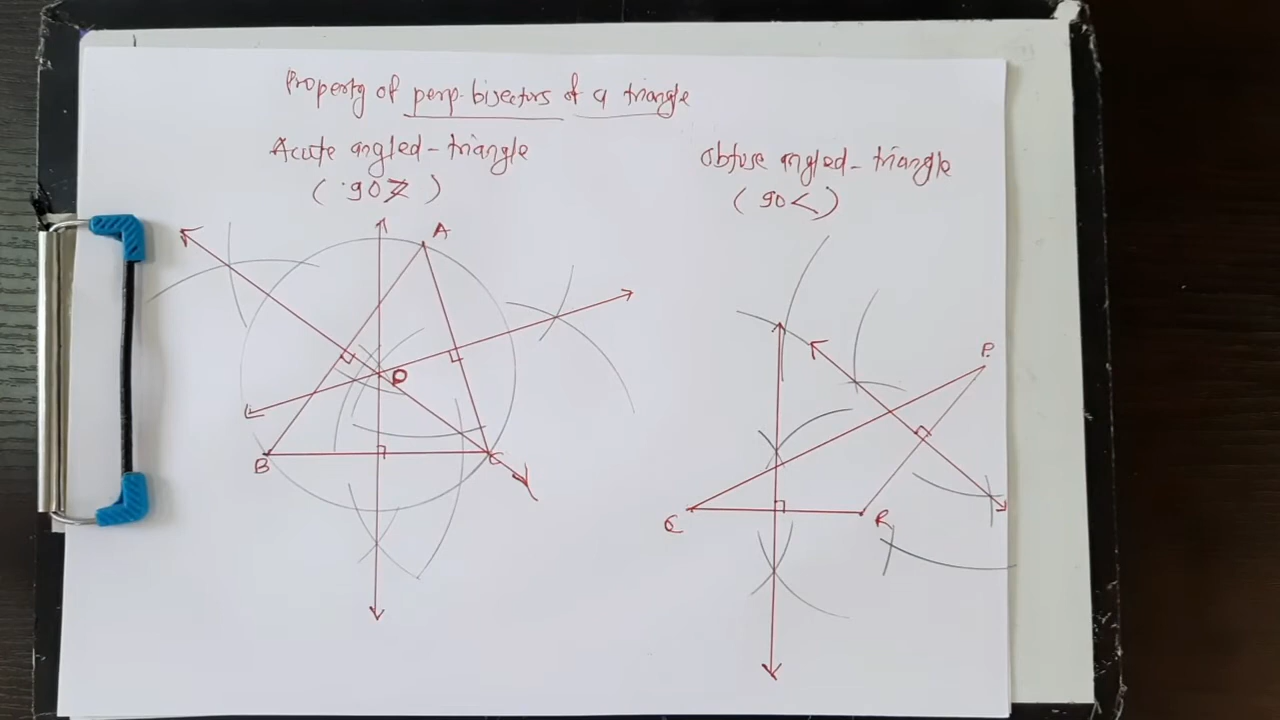 Property of perp. bisectors of a triangle
Acute angled-triangle
(90>)
Obtuse angled-triangle
(90<)
A
B
C
O
P
Q
R